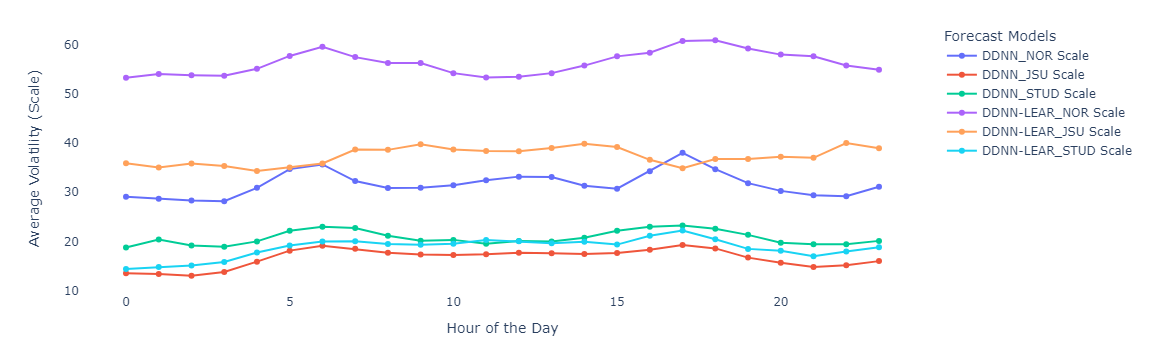 Forecast Models
DDNN_NOR Scale
DDNN_JSU Scale
DDNN_STUD Scale
DDNN-LEAR_NOR Scale
DDNN-LEAR_JSU Scale
DDNN-LEAR_STUD Scale
Average Volatility (Scale)
60
50
40
30
20
10
0
5
10
15
20
Hour of the Day